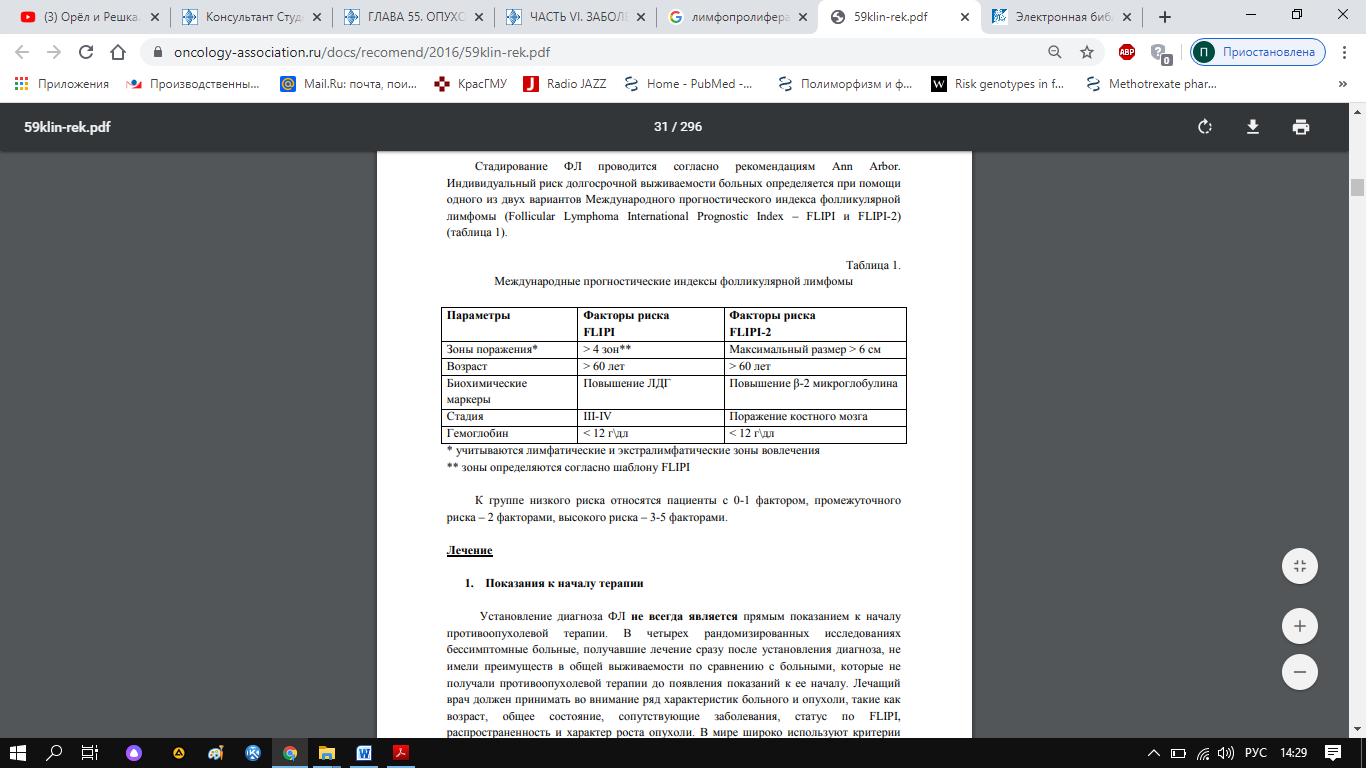 (3) Орёл и Решка.
Консультант Студ
ГЛАВА 55. ОПУХО
ЧАСТЬ VI. ЗАБОЛЕ
лимфопролифера
59klin-rek.pdf
Электронная библ
oncology-association.ru/docs/recomend/2016/59klin-rek.pdf
ABP
0
П
Приостановлена
Приложения
Производственны...
Mail.Ru: почта, пои...
КрасГМУ
Radio JAZZ
Home - PubMed -...
Полиморфизм и ф...
Risk genotypes in f...
Methotrexate phar...
»
59klin-rek.pdf
31 / 296
Стадирование ФЛ проводится согласно рекомендациям Ann Arbor.
Индивидуальный риск долгосрочной выживаемости больных определяется при помощи
одного из двух вариантов Международного прогностического индекса фолликулярной
лимфомы (Follicular Lymphoma International Prognostic Index – FLIPI и FLIPI-2)
(таблица 1).
Таблица 1.
Международные прогностические индексы фолликулярной лимфомы
Параметры
Факторы риска
FLIPI
Факторы риска
FLIPI-2
Зоны поражения*
> 4 зон**
Максимальный размер > 6 см
Возраст
> 60 лет
> 60 лет
Биохимические
маркеры
Повышение ЛДГ
Повышение β-2 микроглобулина
Стадия
III-IV
Поражение костного мозга
Гемоглобин
< 12 г\дл
< 12 г\дл
* учитываются лимфатические и экстралимфатические зоны вовлечения
** зоны определяются согласно шаблону FLIPI
К группе низкого риска относятся пациенты с 0-1 фактором, промежуточного
риска – 2 факторами, высокого риска – 3-5 факторами.
Лечение
1. Показания к началу терапии
Установление диагноза ФЛ не всегда является прямым показанием к началу
противоопухолевой терапии. В четырех рандомизированных исследованиях
бессимптомные больные, получавшие лечение сразу после установления диагноза, не
имели преимуществ в общей выживаемости по сравнению с больными, которые не
получали противоопухолевой терапии до появления показаний к ее началу. Лечащий
врач должен принимать во внимание ряд характеристик больного и опухоли, такие как
возраст, общее состояние, сопутствующие заболевания, статус по FLIPI,
распространенность и характер роста опухоли. В мире широко используют критерии
РУС
14:29